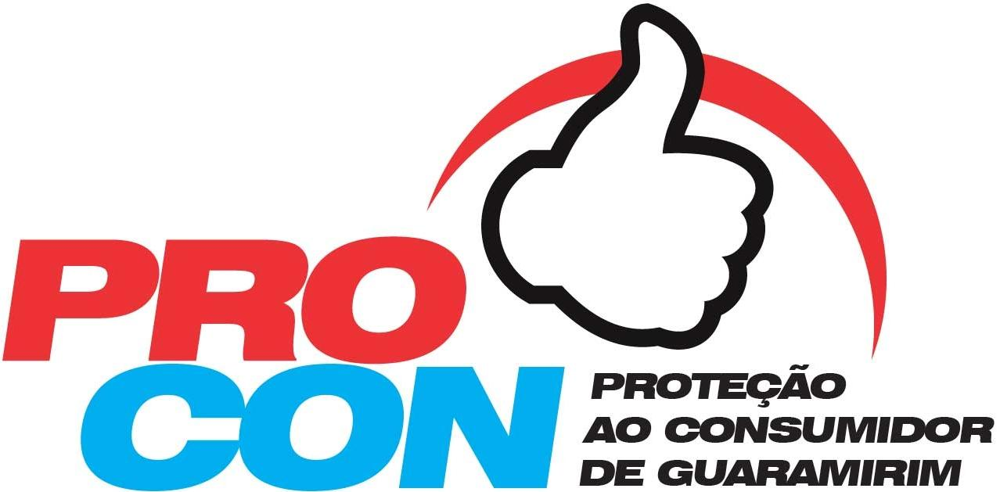 PRO
CON
PROTEÇÃO
AO CONSUMIDOR
DE GUARAMIRIM